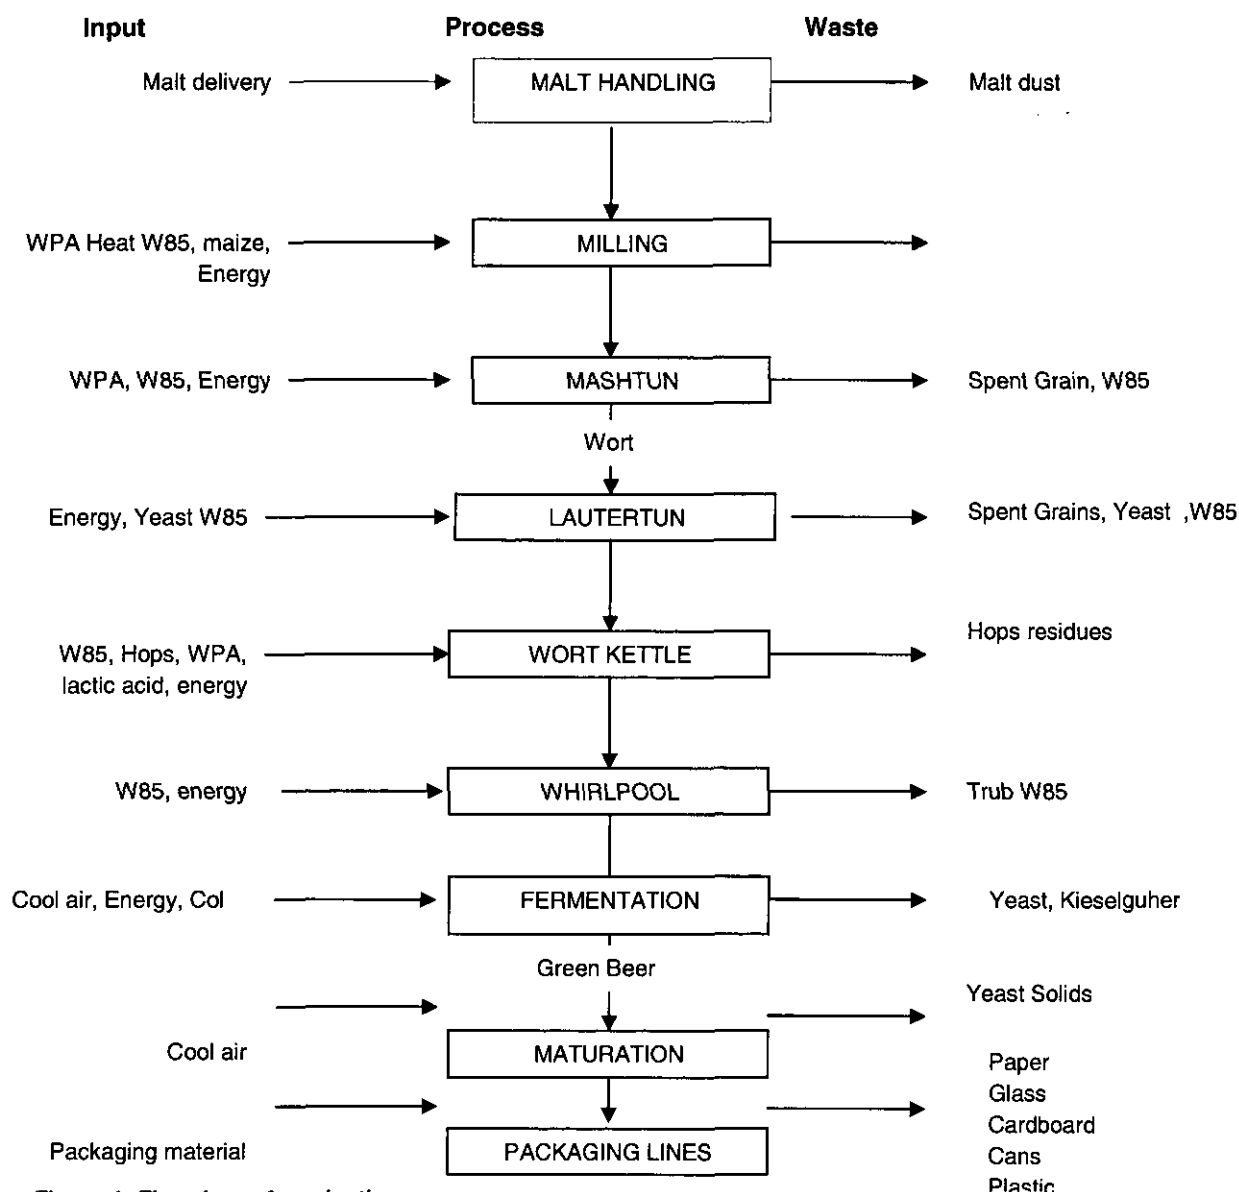 Input Process Waste
Malt delivery MALT HANDLING Malt dust
WPA Heat W85, maize, MILLING
Energy
WPA, W85, Energy MASHTUN Spent Grain, W85
Wort
Energy, Yeast W85 LAUTERTUN Spent Grains, Yeast ,W85
Hops residues
W85, Hops, WPA, WORT KETTLE
lactic acid, energy
W85, energy WHIRLPOOL Trub W85
Cool air, Energy, Col FERMENTATION Yeast, Kieselguher
Green Beer
Yeast Solids
Cool air MATURATION
Paper
Glass
Cardboard
Packaging material PACKAGING LINES Cans
Plastic